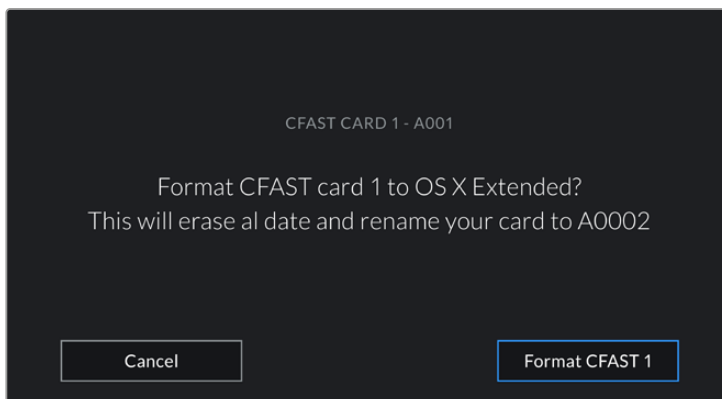 CFAST CARD 1 - A001
Format CFAST card 1 to OS X Extended?
This will erase al date and rename your card to A0002
Cancel
Format CFAST 1